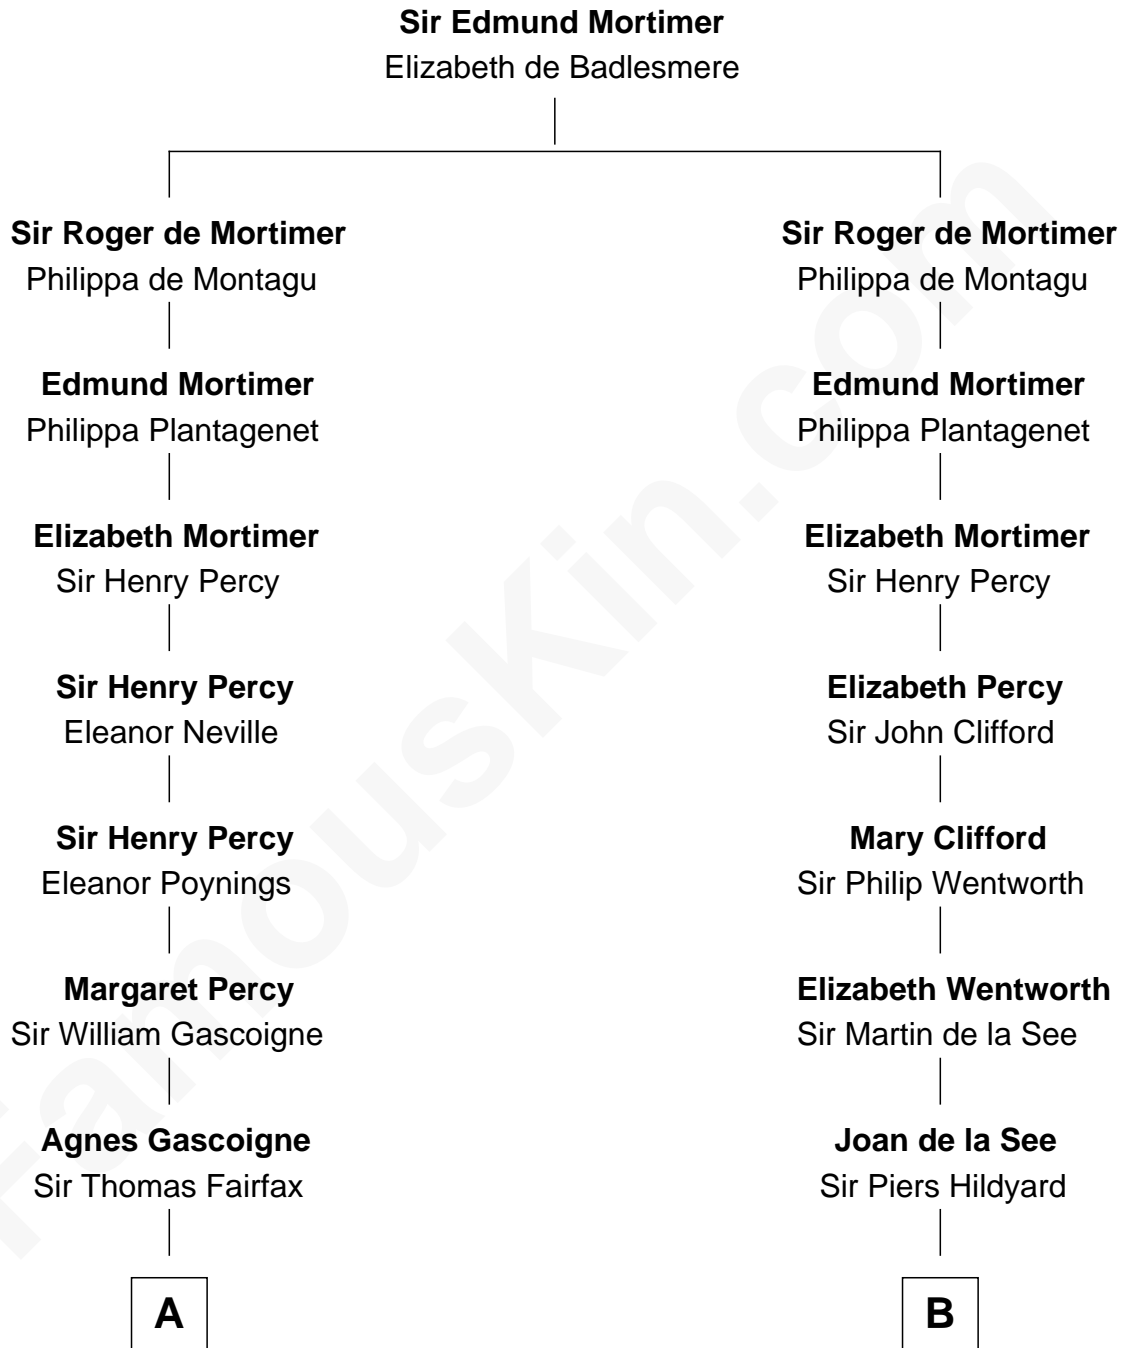 Sir Edmund Mortimer
Elizabeth de Badlesmere
Sir Roger de Mortimer
Philippa de Montagu
Sir Roger de Mortimer
Philippa de Montagu
Edmund Mortimer
Philippa Plantagenet
Edmund Mortimer
Philippa Plantagenet
Elizabeth Mortimer
Sir Henry Percy
Elizabeth Mortimer
Sir Henry Percy
Sir Henry Percy
Eleanor Neville
Elizabeth Percy
Sir John Clifford
Sir Henry Percy
Eleanor Poynings
Mary Clifford
Sir Philip Wentworth
Margaret Percy
Sir William Gascoigne
Elizabeth Wentworth
Sir Martin de la See
Agnes Gascoigne
Sir Thomas Fairfax
Joan de la See
Sir Piers Hildyard
A
B
FamousKin.com